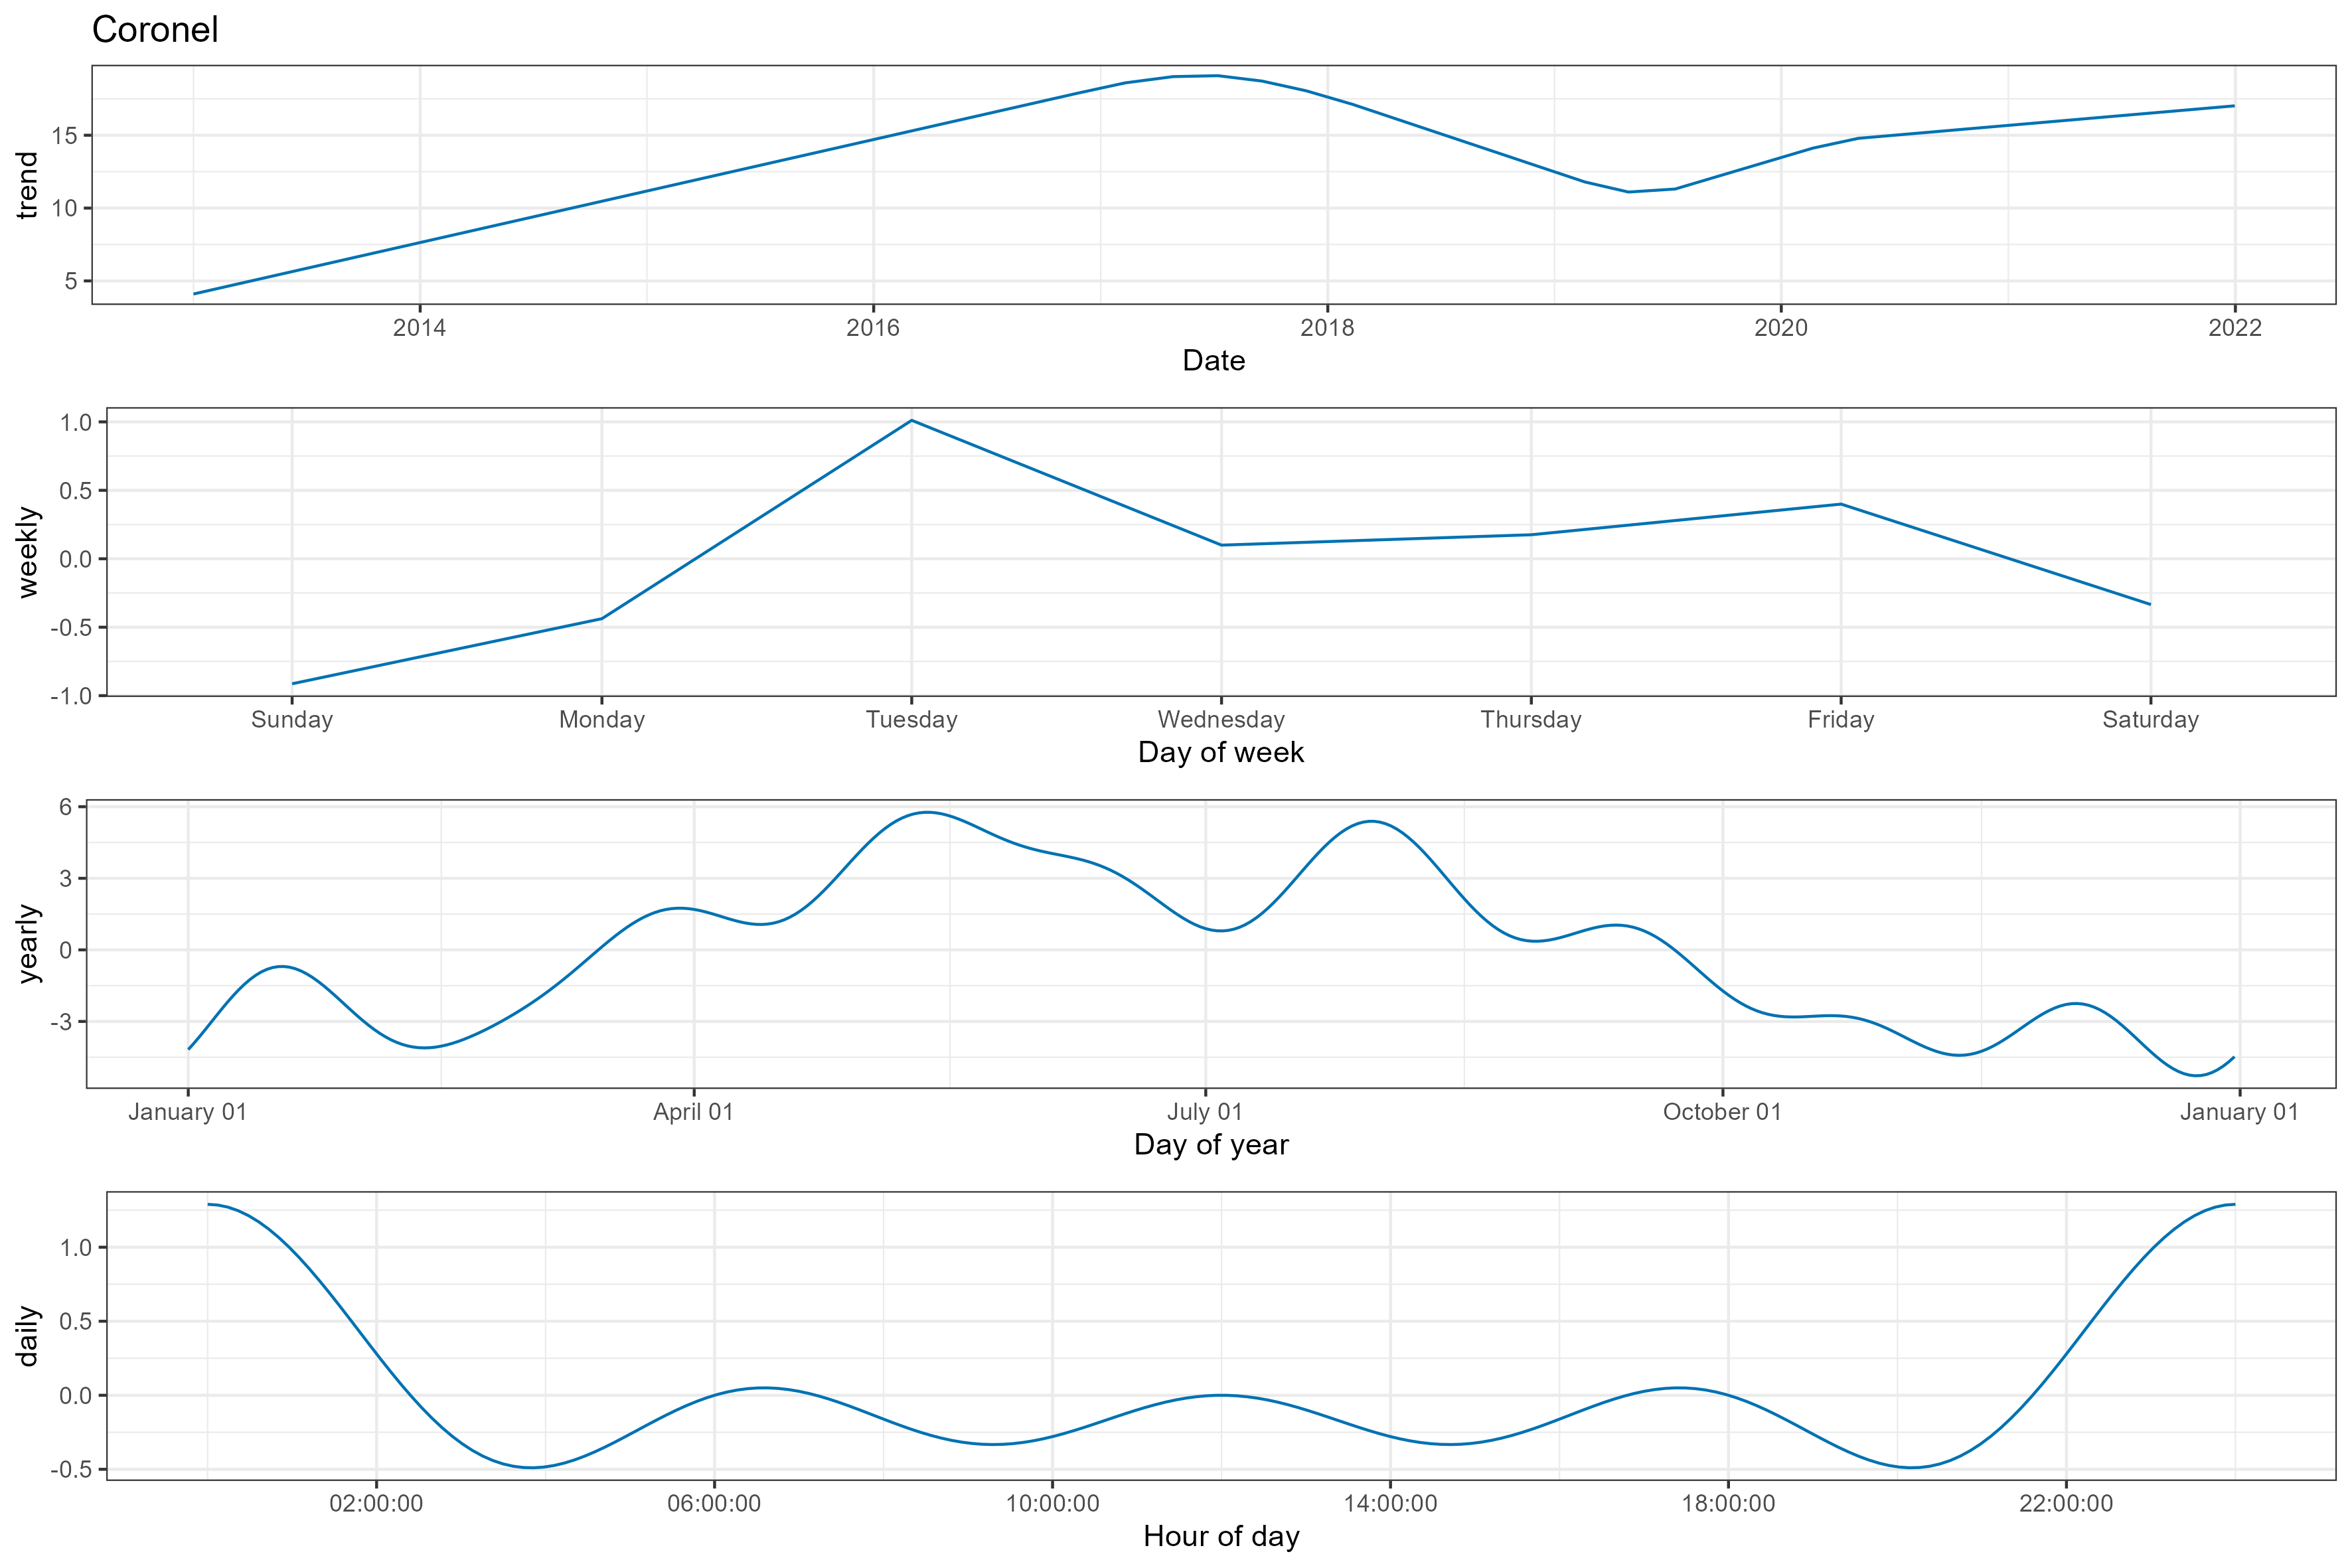 Coronel
trend
15
10
5
2014 2016 2018 2020 2022
Date
weekly
1.0
0.5
0.0
-0.5
-1.0
Sunday Monday Tuesday Wednesday Thursday Friday Saturday
Day of week
yearly
6
3
0
-3
January 01 April 01 July 01 October 01 January 01
Day of year
daily
1.0
0.5
0.0
-0.5
02:00:00 06:00:00 10:00:00 14:00:00 18:00:00 22:00:00
Hour of day